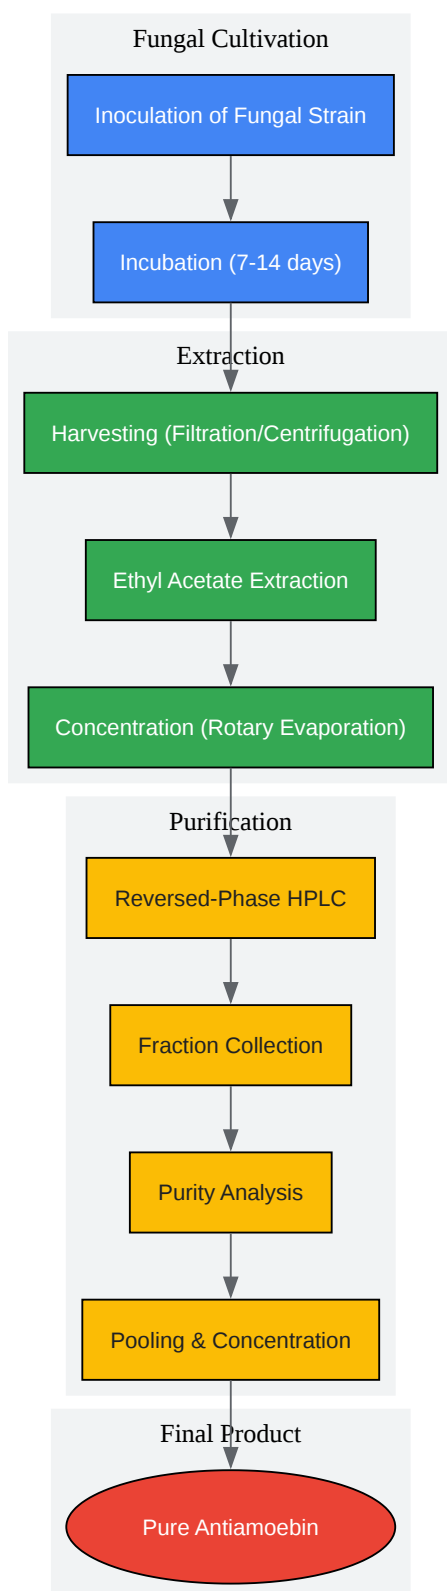 Fungal Cultivation
Inoculation of Fungal Strain
Incubation (7-14 days)
Extraction
Harvesting (Filtration/Centrifugation)
Ethyl Acetate Extraction
Concentration (Rotary Evaporation)
Purification
Reversed-Phase HPLC
Fraction Collection
Purity Analysis
Pooling & Concentration
Final Product
Pure Antiamoebin